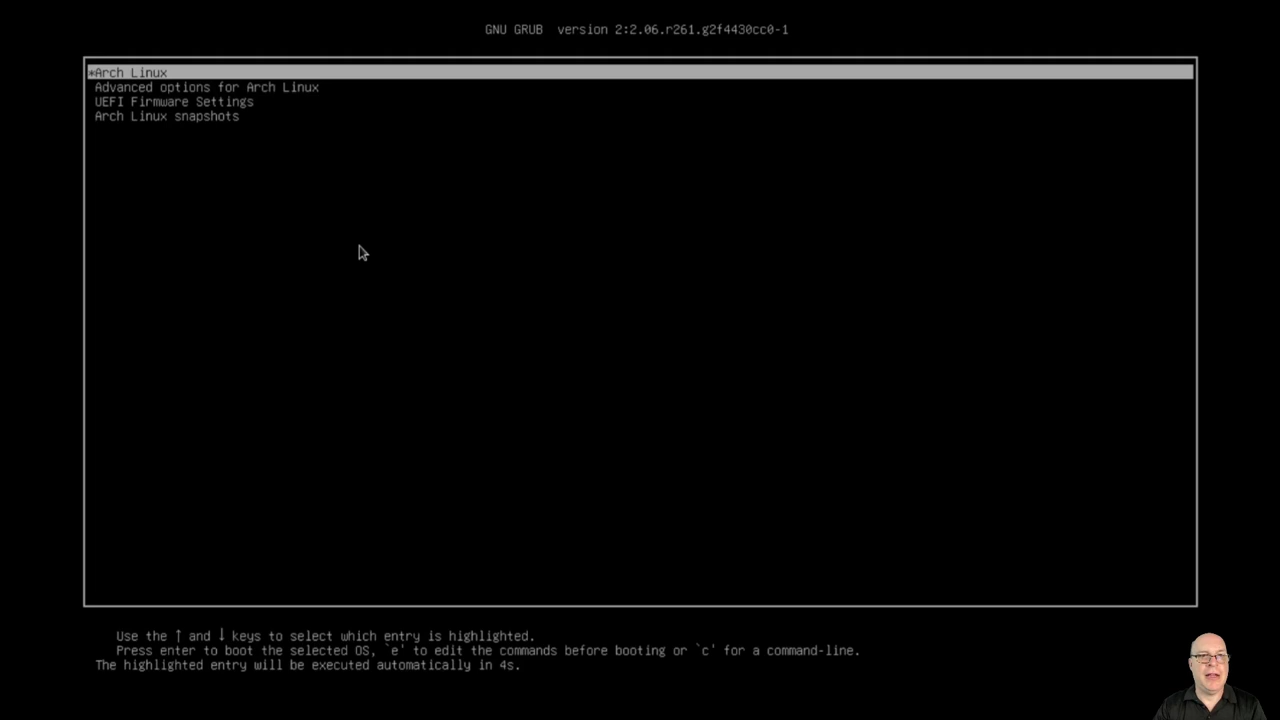 GNU GRUB version 2:2.06.r261.g2f4430cc0-1
*Arch Linux
Advanced options for Arch Linux
UEFI Firmware Settings
Arch Linux snapshots
Use the ↑ and ↓ keys to select which entry is highlighted.
Press enter to boot the selected OS, `e' to edit the commands before booting or `c' for a command-line.
The highlighted entry will be executed automatically in 4s.